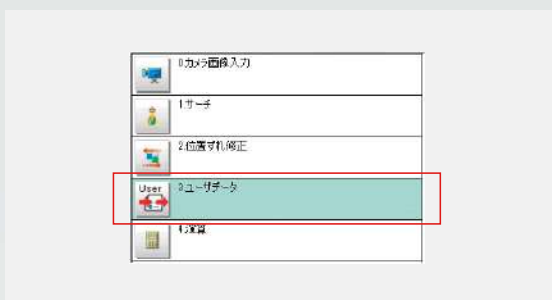 0.カメラ画像入力
1.サーチ
2.位置ずれ修正
User
3.ユーザデータ
4.演算